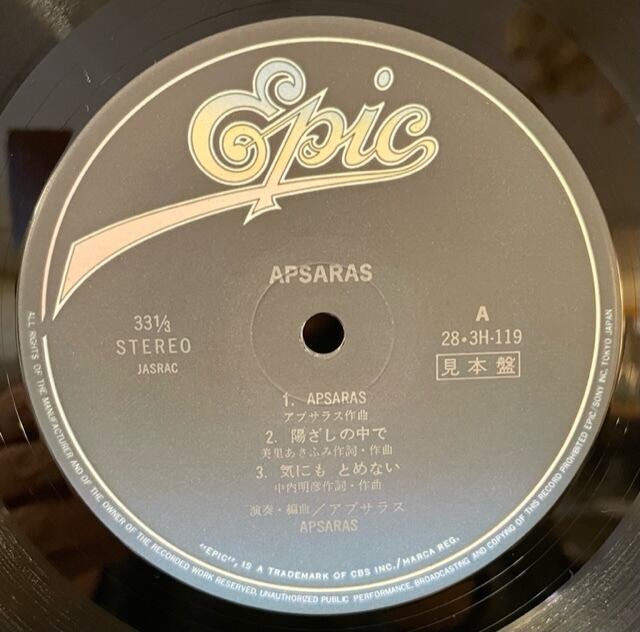 Epic
APSARAS
33⅓
STEREO
JASRAC
A
28・3H-119
見本盤
1. APSARAS
アプサラス作曲
2. 陽ざしの中で
美里あきふみ作詞・作曲
3. 気にも とめない
中内明彦作詞・作曲
演奏・編曲／アプサラス
APSARAS
"EPIC", IS A TRADEMARK OF CBS INC./MARCA REG.
ALL RIGHTS OF THE MANUFACTURER AND OF THE OWNER OF THE RECORDED WORK RESERVED, UNAUTHORIZED PUBLIC PERFORMANCE, BROADCASTING AND COPYING OF THIS RECORD PROHIBITED EPIC/SONY INC. TOKYO JAPAN